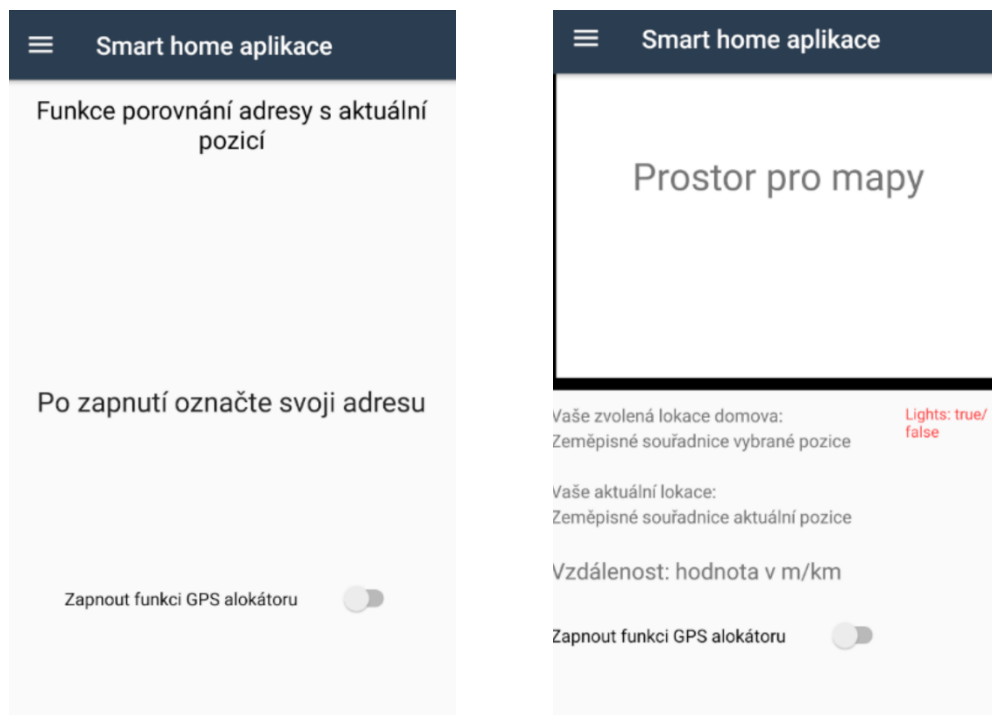 Smart home aplikace
Funkce porovnání adresy s aktuální
pozicí
Po zapnutí označte svoji adresu
Zapnout funkci GPS alokátoru
Smart home aplikace
Prostor pro mapy
Vaše zvolená lokace domova:
Zeměpisné souřadnice vybrané pozice
Lights: true/
false
Vaše aktuální lokace:
Zeměpisné souřadnice aktuální pozice
Vzdálenost: hodnota v m/km
Zapnout funkci GPS alokátoru